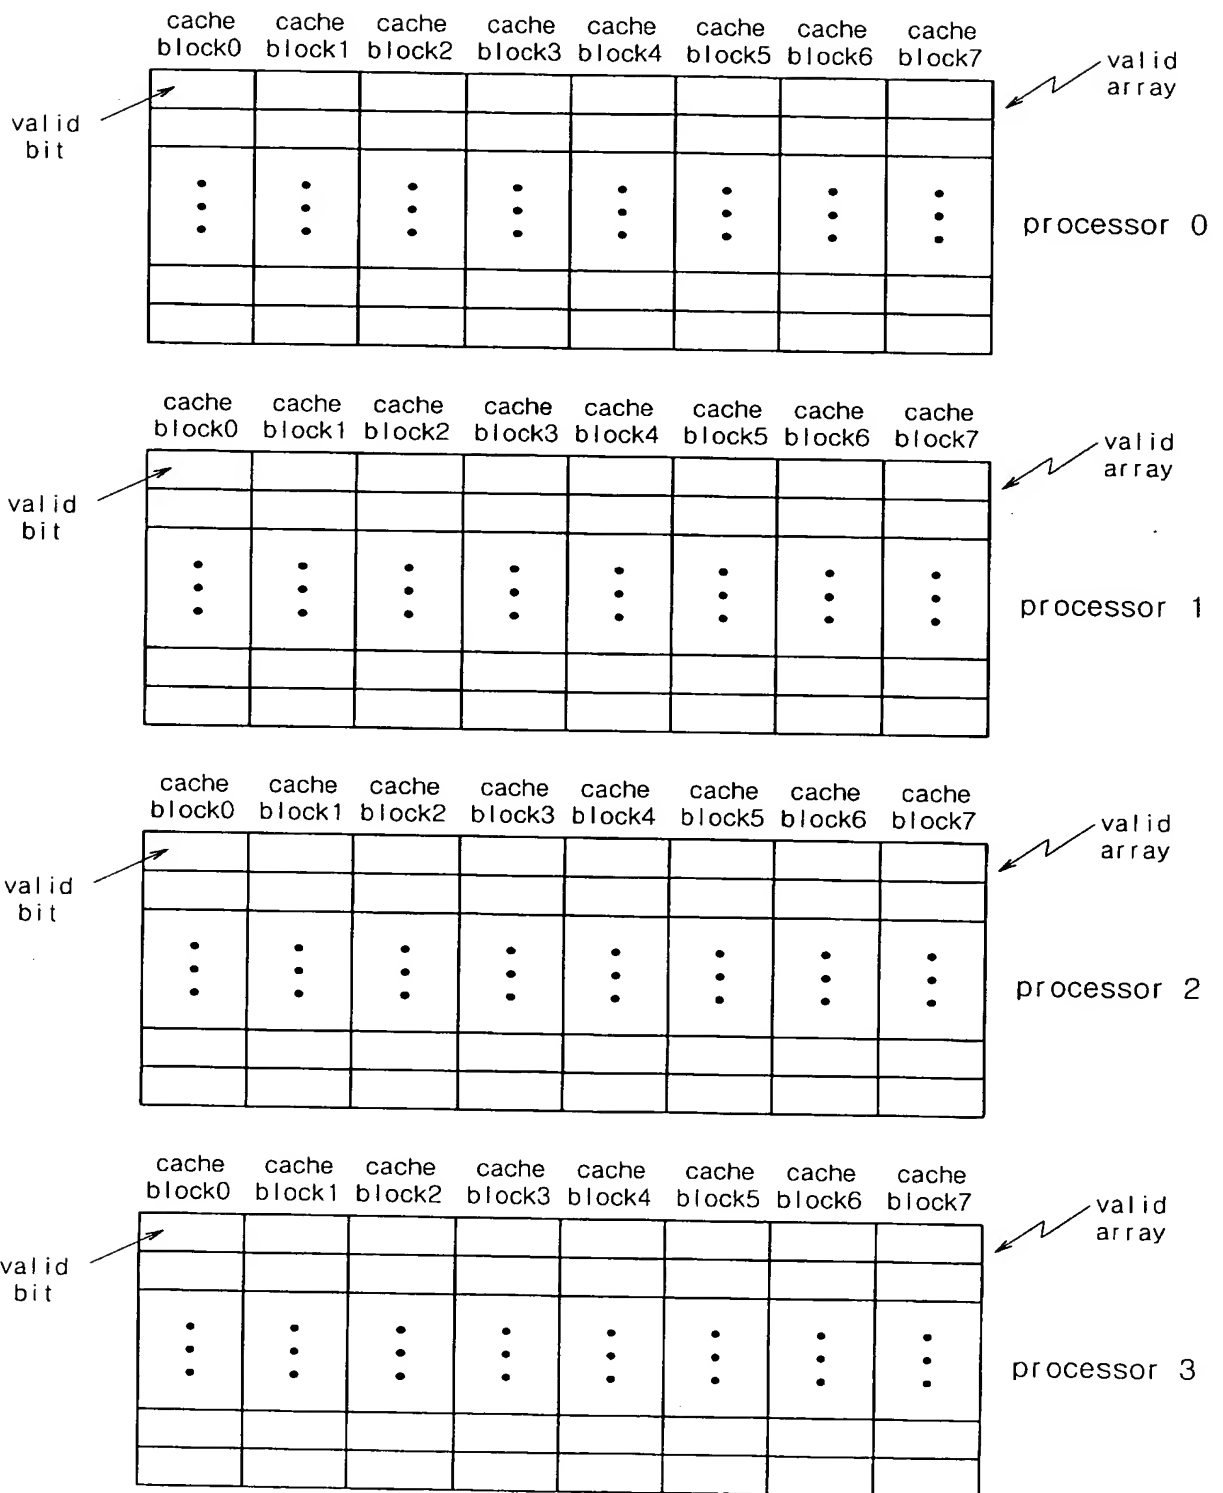 cache cache cache cache cache cache cache cache
block0 block1 block2 block3 block4 block5 block6 block7
valid
array
valid
bit
processor 0
cache cache cache cache cache cache cache cache
block0 block1 block2 block3 block4 block5 block6 block7
valid
array
valid
bit
processor 1
cache cache cache cache cache cache cache cache
block0 block1 block2 block3 block4 block5 block6 block7
valid
array
valid
bit
processor 2
cache cache cache cache cache cache cache cache
block0 block1 block2 block3 block4 block5 block6 block7
valid
array
valid
bit
processor 3